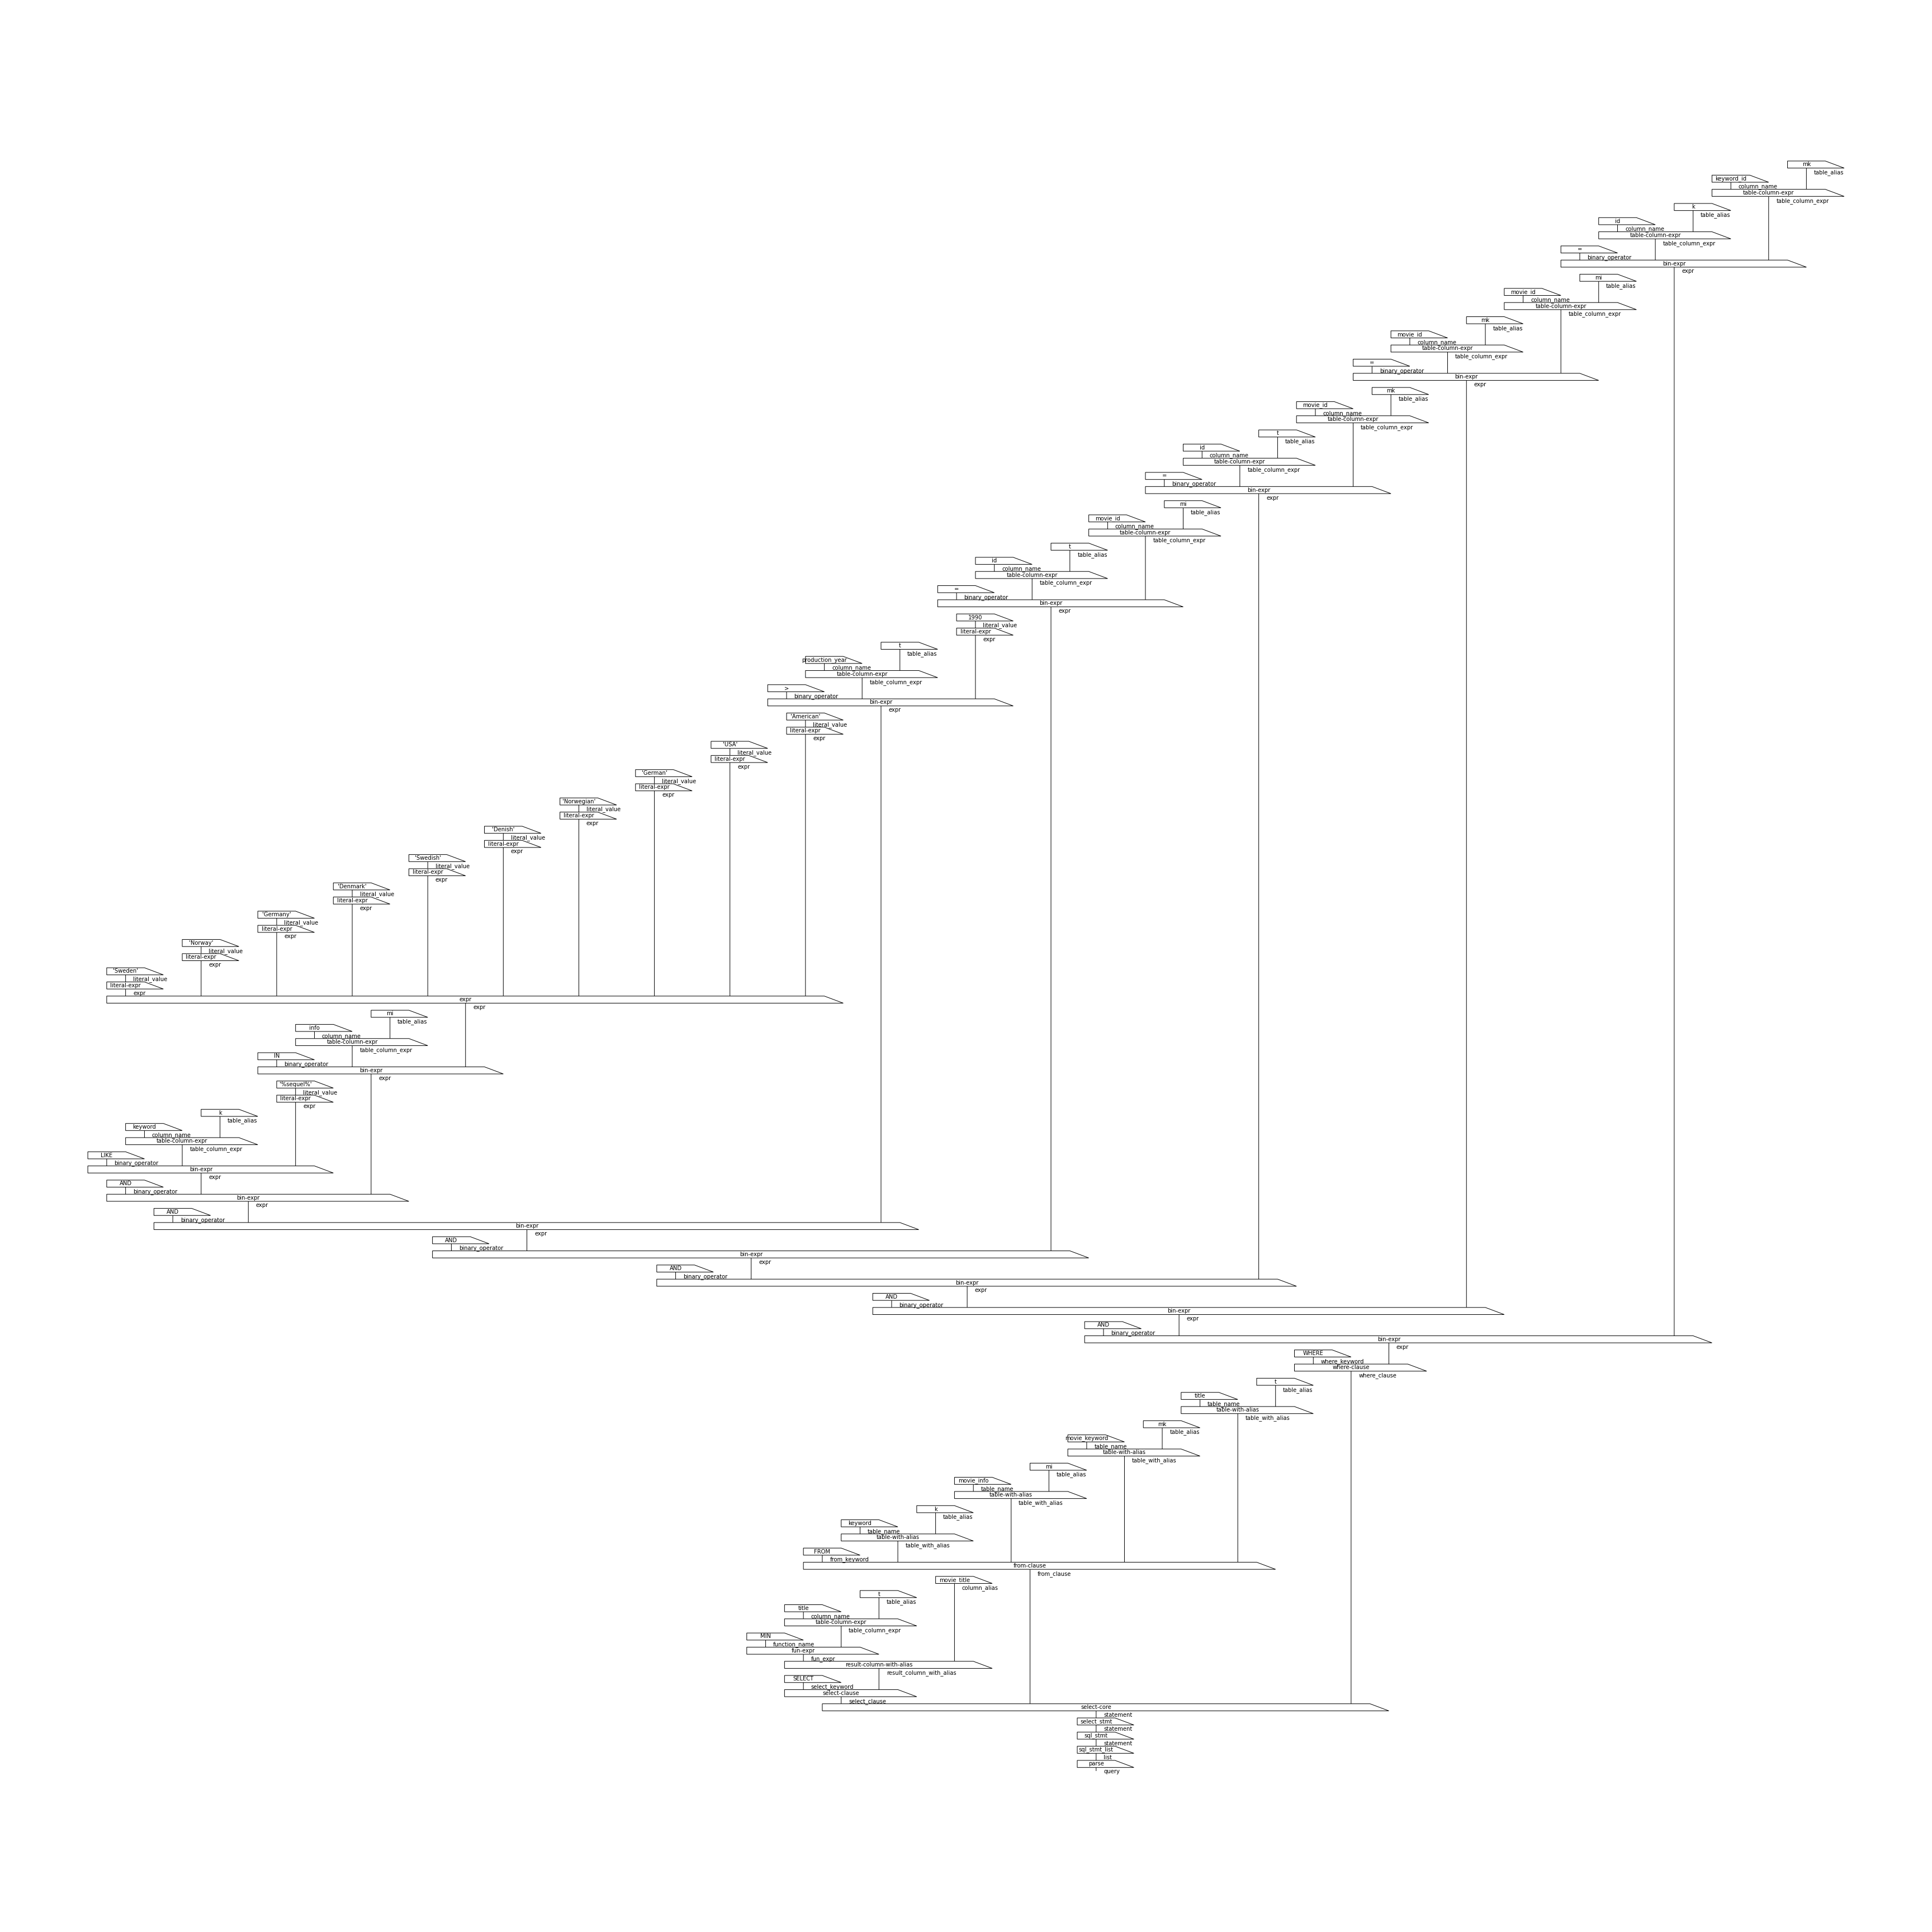 mk
table_alias
keyword_id
column_name
table-column-expr
table_column_expr
k
table_alias
id
column_name
table-column-expr
table_column_expr
=
binary_operator
bin-expr
expr
mi
table_alias
movie_id
column_name
table-column-expr
table_column_expr
mk
table_alias
movie_id
column_name
table-column-expr
table_column_expr
=
binary_operator
bin-expr
expr
mk
table_alias
movie_id
column_name
table-column-expr
table_column_expr
t
table_alias
id
column_name
table-column-expr
table_column_expr
=
binary_operator
bin-expr
expr
mi
table_alias
movie_id
column_name
table-column-expr
table_column_expr
t
table_alias
id
column_name
table-column-expr
table_column_expr
=
binary_operator
bin-expr
expr
1990
literal_value
literal-expr
expr
t
table_alias
production_year
column_name
table-column-expr
table_column_expr
>
binary_operator
bin-expr
expr
'American'
literal_value
literal-expr
expr
'USA'
literal_value
literal-expr
expr
'German'
literal_value
literal-expr
expr
'Norwegian'
literal_value
literal-expr
expr
'Denish'
literal_value
literal-expr
expr
'Swedish'
literal_value
literal-expr
expr
'Denmark'
literal_value
literal-expr
expr
'Germany'
literal_value
literal-expr
expr
'Norway'
literal_value
literal-expr
expr
'Sweden'
literal_value
literal-expr
expr
expr
expr
mi
table_alias
info
column_name
table-column-expr
table_column_expr
IN
binary_operator
bin-expr
expr
'%sequel%'
literal_value
literal-expr
expr
k
table_alias
keyword
column_name
table-column-expr
table_column_expr
LIKE
binary_operator
bin-expr
expr
AND
binary_operator
bin-expr
expr
AND
binary_operator
bin-expr
expr
AND
binary_operator
bin-expr
expr
AND
binary_operator
bin-expr
expr
AND
binary_operator
bin-expr
expr
AND
binary_operator
bin-expr
expr
WHERE
where_keyword
where-clause
where_clause
t
table_alias
title
table_name
table-with-alias
table_with_alias
mk
table_alias
movie_keyword
table_name
table-with-alias
table_with_alias
mi
table_alias
movie_info
table_name
table-with-alias
table_with_alias
k
table_alias
keyword
table_name
table-with-alias
table_with_alias
FROM
from_keyword
from-clause
from_clause
movie_title
column_alias
t
table_alias
title
column_name
table-column-expr
table_column_expr
MIN
function_name
fun-expr
fun_expr
result-column-with-alias
result_column_with_alias
SELECT
select_keyword
select-clause
select_clause
select-core
statement
select_stmt
statement
sql_stmt
statement
sql_stmt_list
list
parse
query